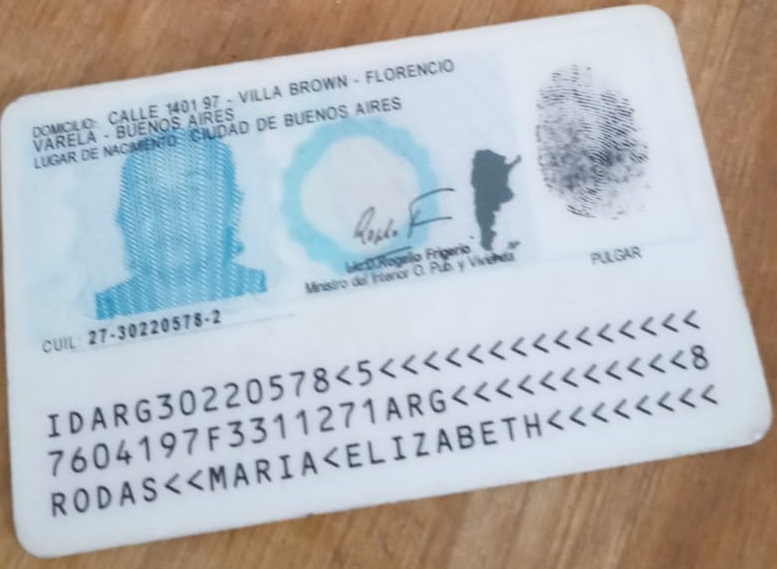 DOMICILIO: CALLE 1401 97 - VILLA BROWN - FLORENCIO
VARELA - BUENOS AIRES
LUGAR DE NACIMIENTO: CIUDAD DE BUENOS AIRES
Lic. D. Rogelio Frigerio
Ministro del Interior O. Pub. y Vivienda
PULGAR
CUIL: 27-30220578-2
IDARG30220578<5<<<<<<<<<<<<<<<
7604197F3311271ARG<<<<<<<<<<<8
RODAS<<MARIA<ELIZABETH<<<<<<<<